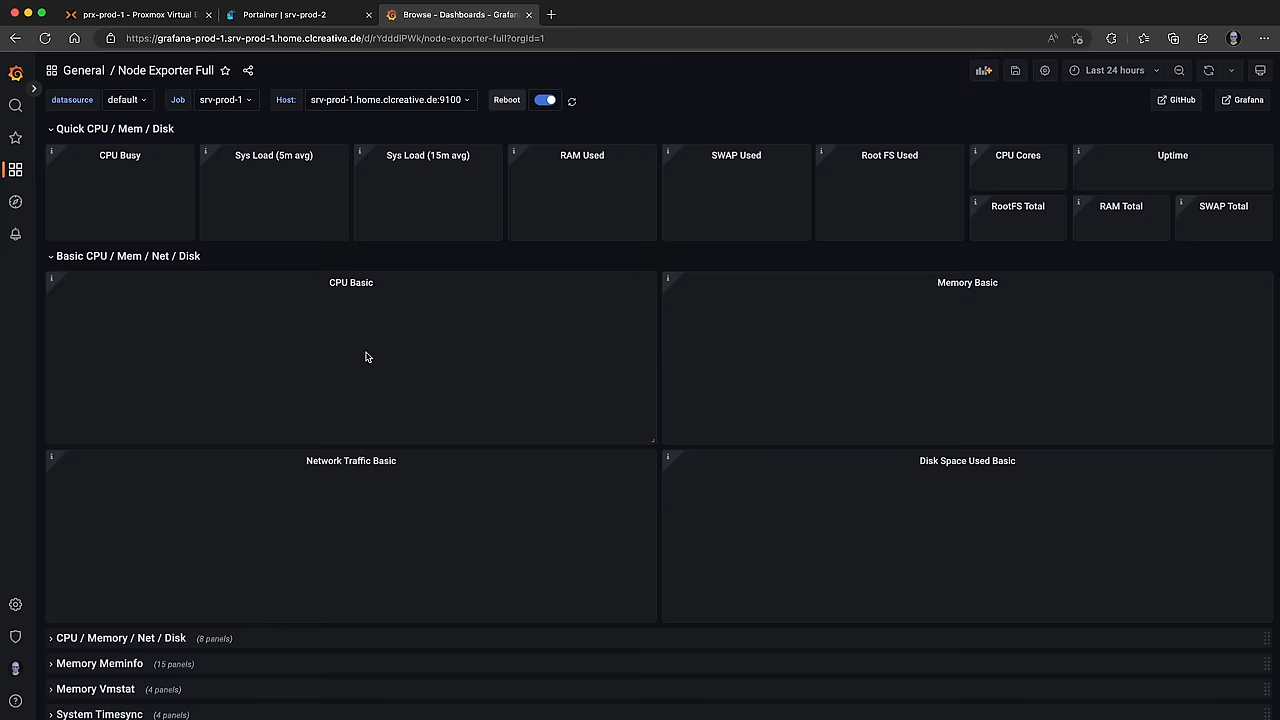 prx-prod-1 - Proxmox Virtual E
Portainer | srv-prod-2
Browse - Dashboards - Grafan
https://grafana-prod-1.srv-prod-1.home.clcreative.de/d/rYdddlPWk/node-exporter-full?orgId=1
General / Node Exporter Full
Last 24 hours
datasource default Job srv-prod-1 Host: srv-prod-1.home.clcreative.de:9100 Reboot GitHub Grafana
Quick CPU / Mem / Disk
CPU Busy
Sys Load (5m avg)
Sys Load (15m avg)
RAM Used
SWAP Used
Root FS Used
CPU Cores
Uptime
RootFS Total
RAM Total
SWAP Total
Basic CPU / Mem / Net / Disk
CPU Basic
Memory Basic
Network Traffic Basic
Disk Space Used Basic
CPU / Memory / Net / Disk (8 panels)
Memory Meminfo (15 panels)
Memory Vmstat (4 panels)
System Timesync (4 panels)